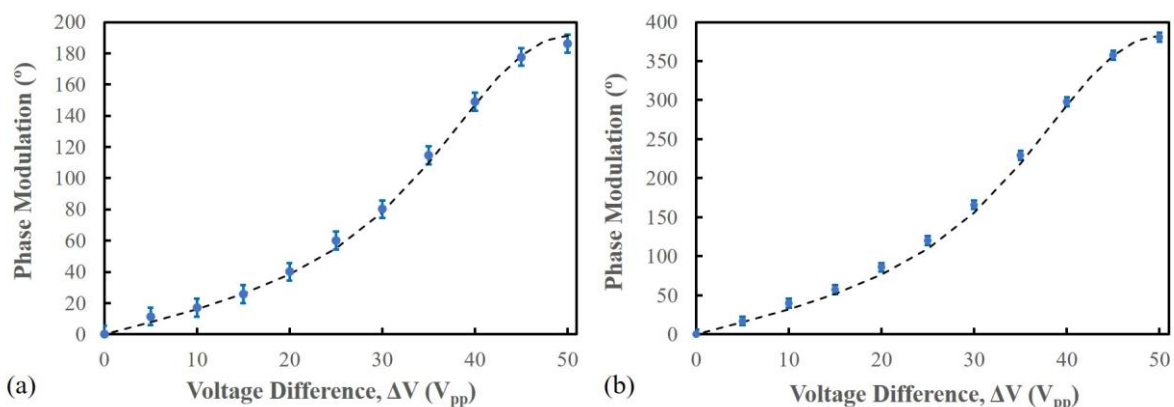 200
180
160
140
120
100
80
60
40
20
0
Phase Modulation (º)
0 10 20 30 40 50
Voltage Difference, ΔV (Vpp)
(a)
400
350
300
250
200
150
100
50
0
Phase Modulation (º)
0 10 20 30 40 50
Voltage Difference, ΔV (Vpp)
(b)